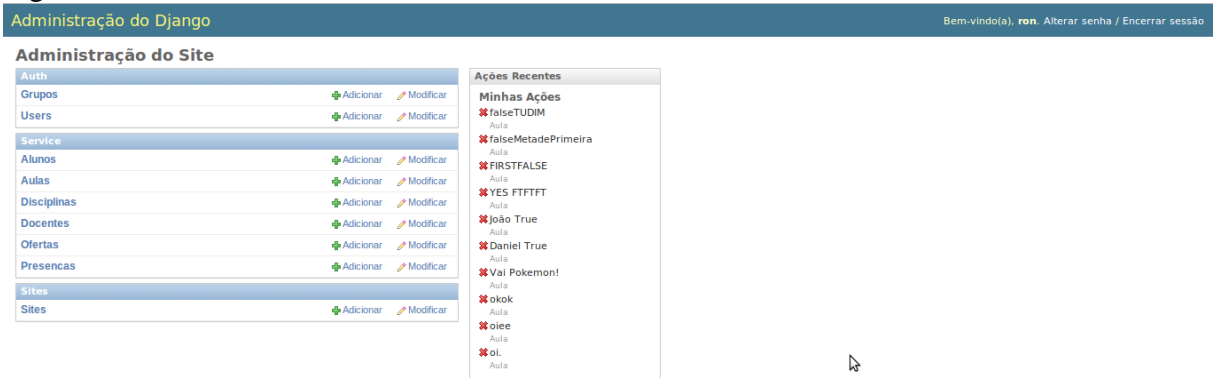 Administração do Django
Bem-vindo(a), ron. Alterar senha / Encerrar sessão
Administração do Site
Auth
Grupos Adicionar Modificar
Users Adicionar Modificar
Service
Alunos Adicionar Modificar
Aulas Adicionar Modificar
Disciplinas Adicionar Modificar
Docentes Adicionar Modificar
Ofertas Adicionar Modificar
Presencas Adicionar Modificar
Sites
Sites Adicionar Modificar
Ações Recentes
Minhas Ações
falseTUDIM
Aula
falseMetadePrimeira
Aula
FIRSTFALSE
Aula
YES FTFTFT
Aula
João True
Aula
Daniel True
Aula
Vai Pokemon!
Aula
okok
Aula
oiee
Aula
oi.
Aula